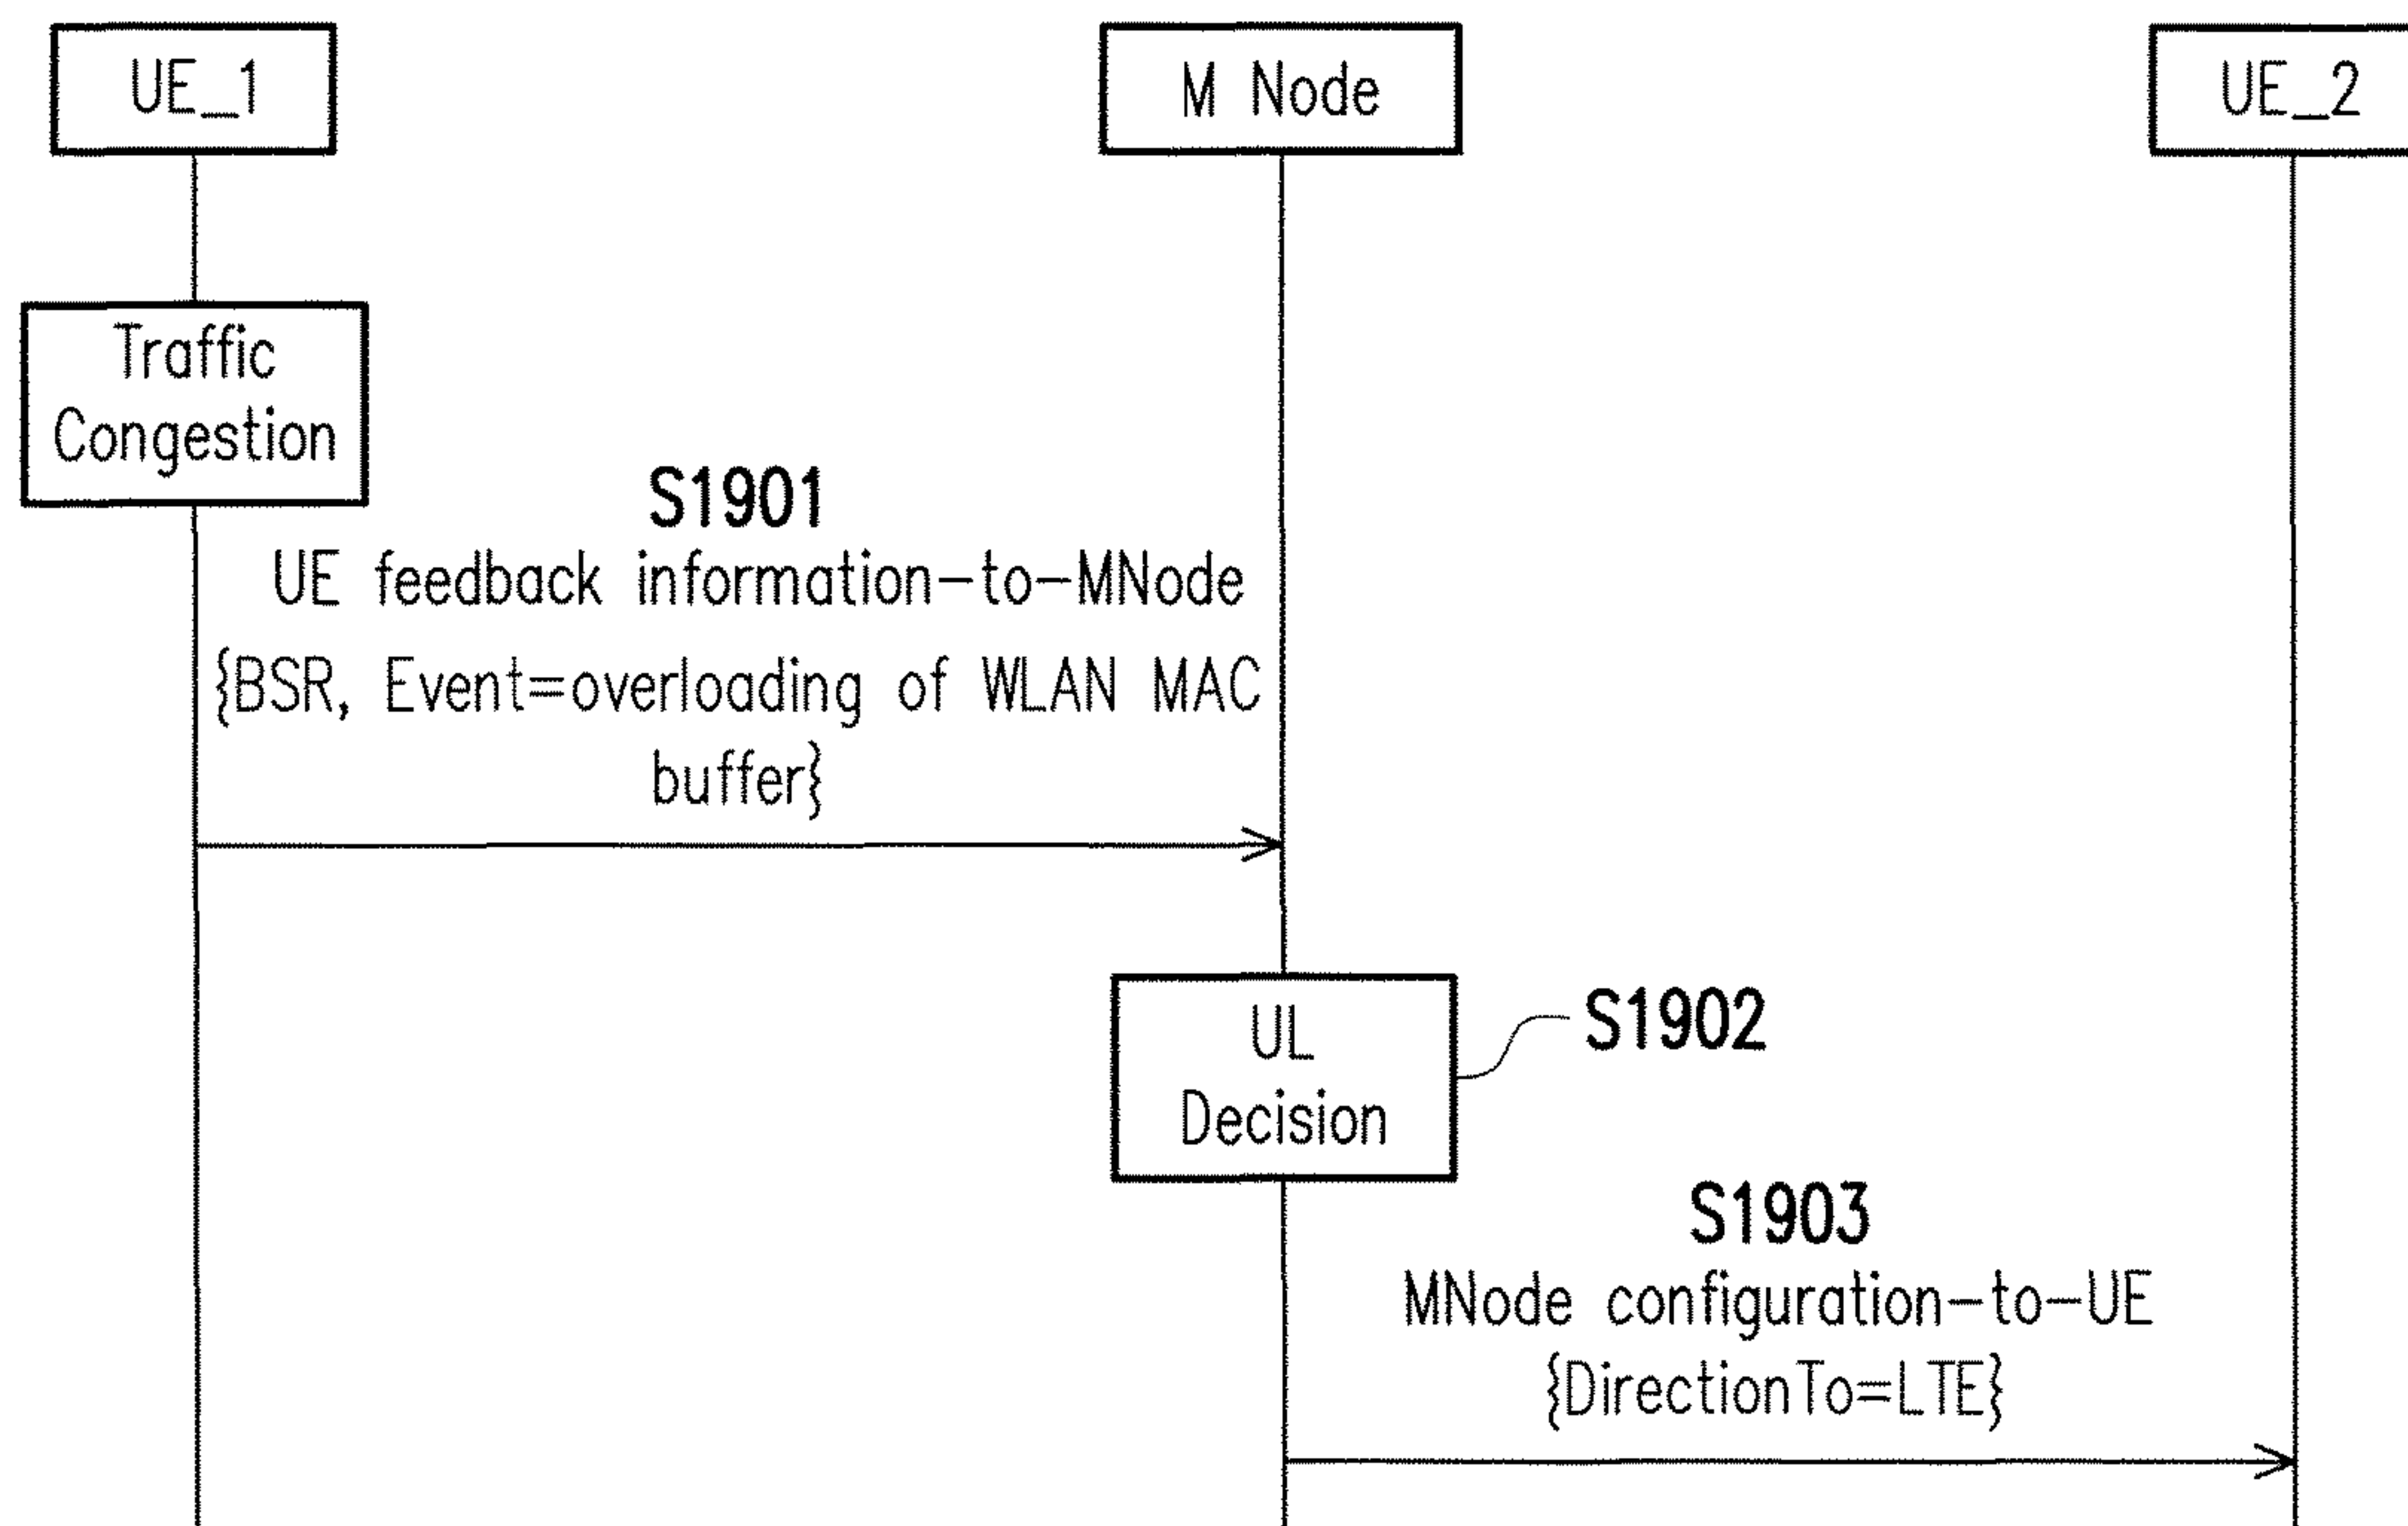 UE_1
M Node
UE_2
Traffic
Congestion
S1901
UE feedback information-to-MNode
{BSR, Event=overloading of WLAN MAC
buffer}
UL
Decision
S1902
S1903
MNode configuration-to-UE
{DirectionTo=LTE}